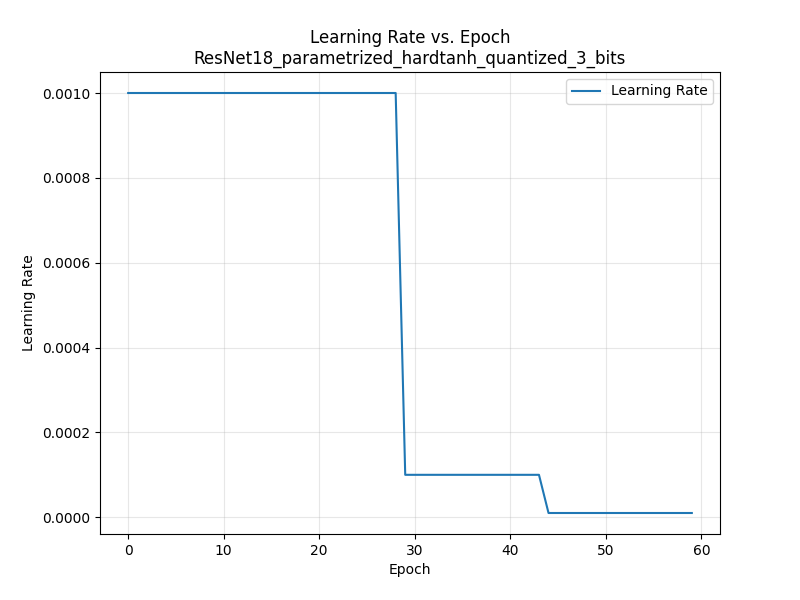 Learning Rate vs. Epoch
ResNet18_parametrized_hardtanh_quantized_3_bits
Learning Rate
0.0010
0.0008
0.0006
0.0004
0.0002
0.0000
Learning Rate
0 10 20 30 40 50 60
Epoch